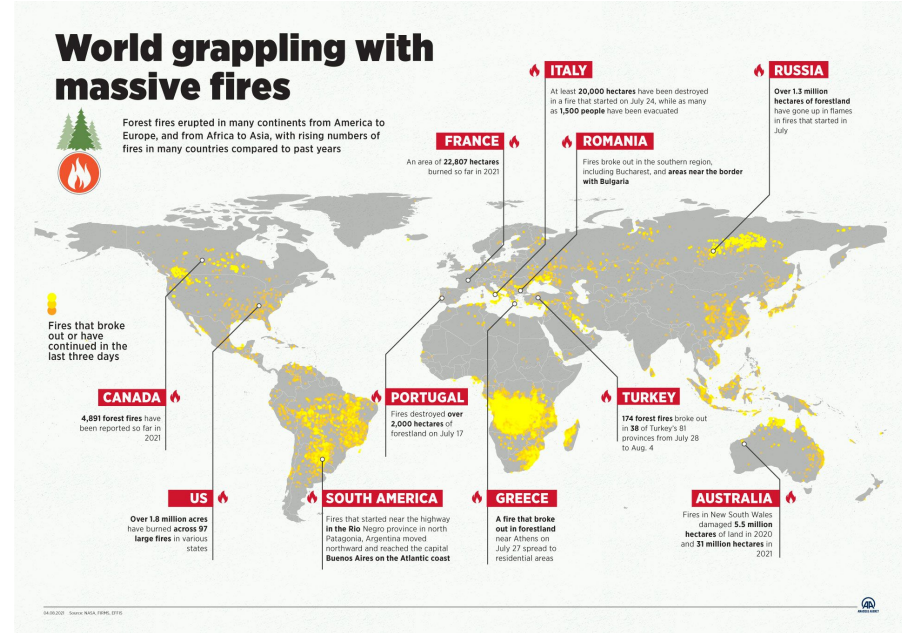 World grappling with
massive fires
Forest fires erupted in many continents from America to
Europe, and from Africa to Asia, with rising numbers of
fires in many countries compared to past years
ITALY
At least 20,000 hectares have been destroyed
in a fire that started on July 24, while as many
as 1,500 people have been evacuated
RUSSIA
Over 1.3 million
hectares of forestland
have gone up in flames
in fires that started in
July
FRANCE
An area of 22,807 hectares
burned so far in 2021
ROMANIA
Fires broke out in the southern region,
including Bucharest, and areas near the border
with Bulgaria
Fires that broke
out or have
continued in the
last three days
CANADA
4,891 forest fires have
been reported so far in
2021
PORTUGAL
Fires destroyed over
2,000 hectares of
forestland on July 17
TURKEY
174 forest fires broke out
in 38 of Turkey's 81
provinces from July 28
to Aug. 4
US
Over 1.8 million acres
have burned across 97
large fires in various
states
SOUTH AMERICA
Fires that started near the highway
in the Rio Negro province in north
Patagonia, Argentina moved
northward and reached the capital
Buenos Aires on the Atlantic coast
GREECE
A fire that broke
out in forestland
near Athens on
July 27 spread to
residential areas
AUSTRALIA
Fires in New South Wales
damaged 5.5 million
hectares of land in 2020
and 31 million hectares in
2021
04.08.2021 Source: NASA, FIRMS, EFFIS
AA
ANADOLU AGENCY